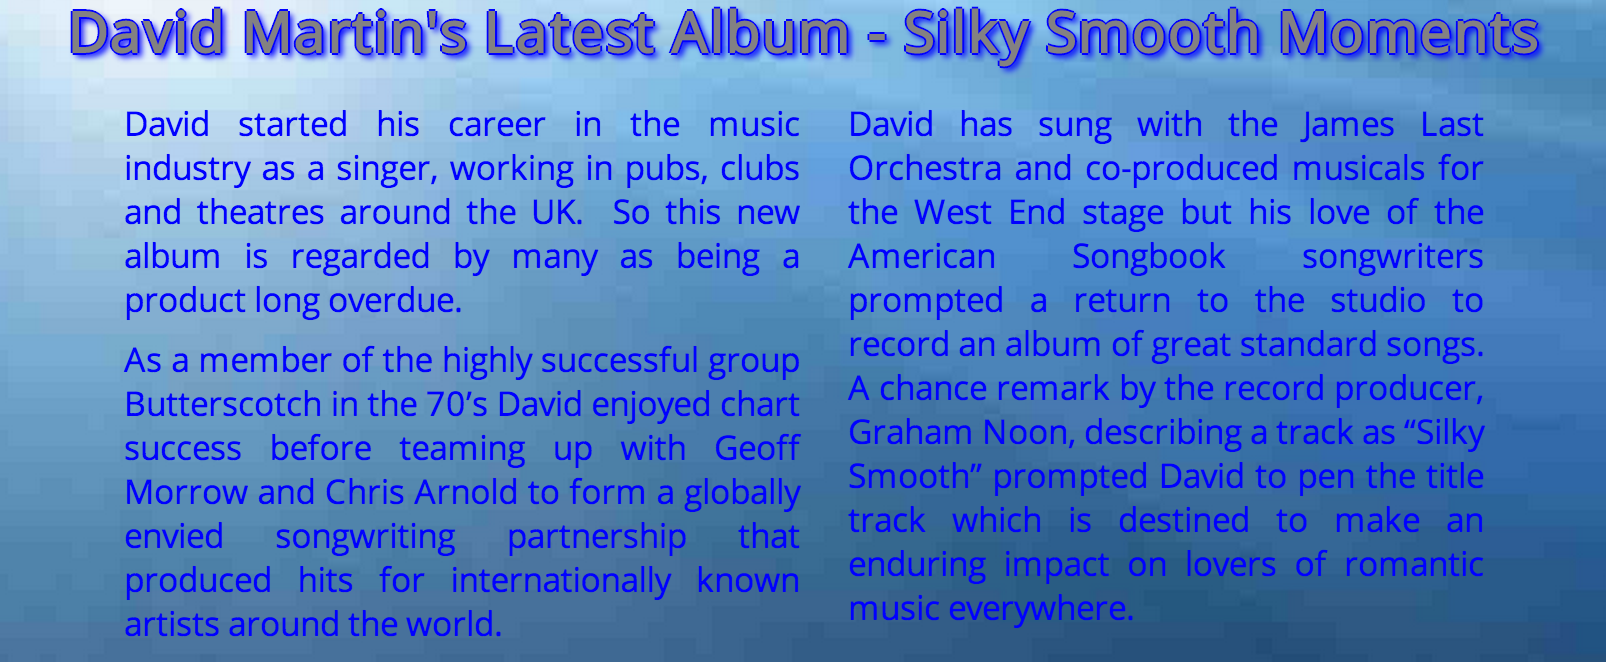 David Martin's Latest Album - Silky Smooth Moments
David started his career in the music
industry as a singer, working in pubs, clubs
and theatres around the UK.  So this new
album is regarded by many as being a
product long overdue.
As a member of the highly successful group
Butterscotch in the 70’s David enjoyed chart
success before teaming up with Geoff
Morrow and Chris Arnold to form a globally
envied songwriting partnership that
produced hits for internationally known
artists around the world.
David has sung with the James Last
Orchestra and co-produced musicals for
the West End stage but his love of the
American Songbook songwriters
prompted a return to the studio to
record an album of great standard songs.
A chance remark by the record producer,
Graham Noon, describing a track as “Silky
Smooth” prompted David to pen the title
track which is destined to make an
enduring impact on lovers of romantic
music everywhere.